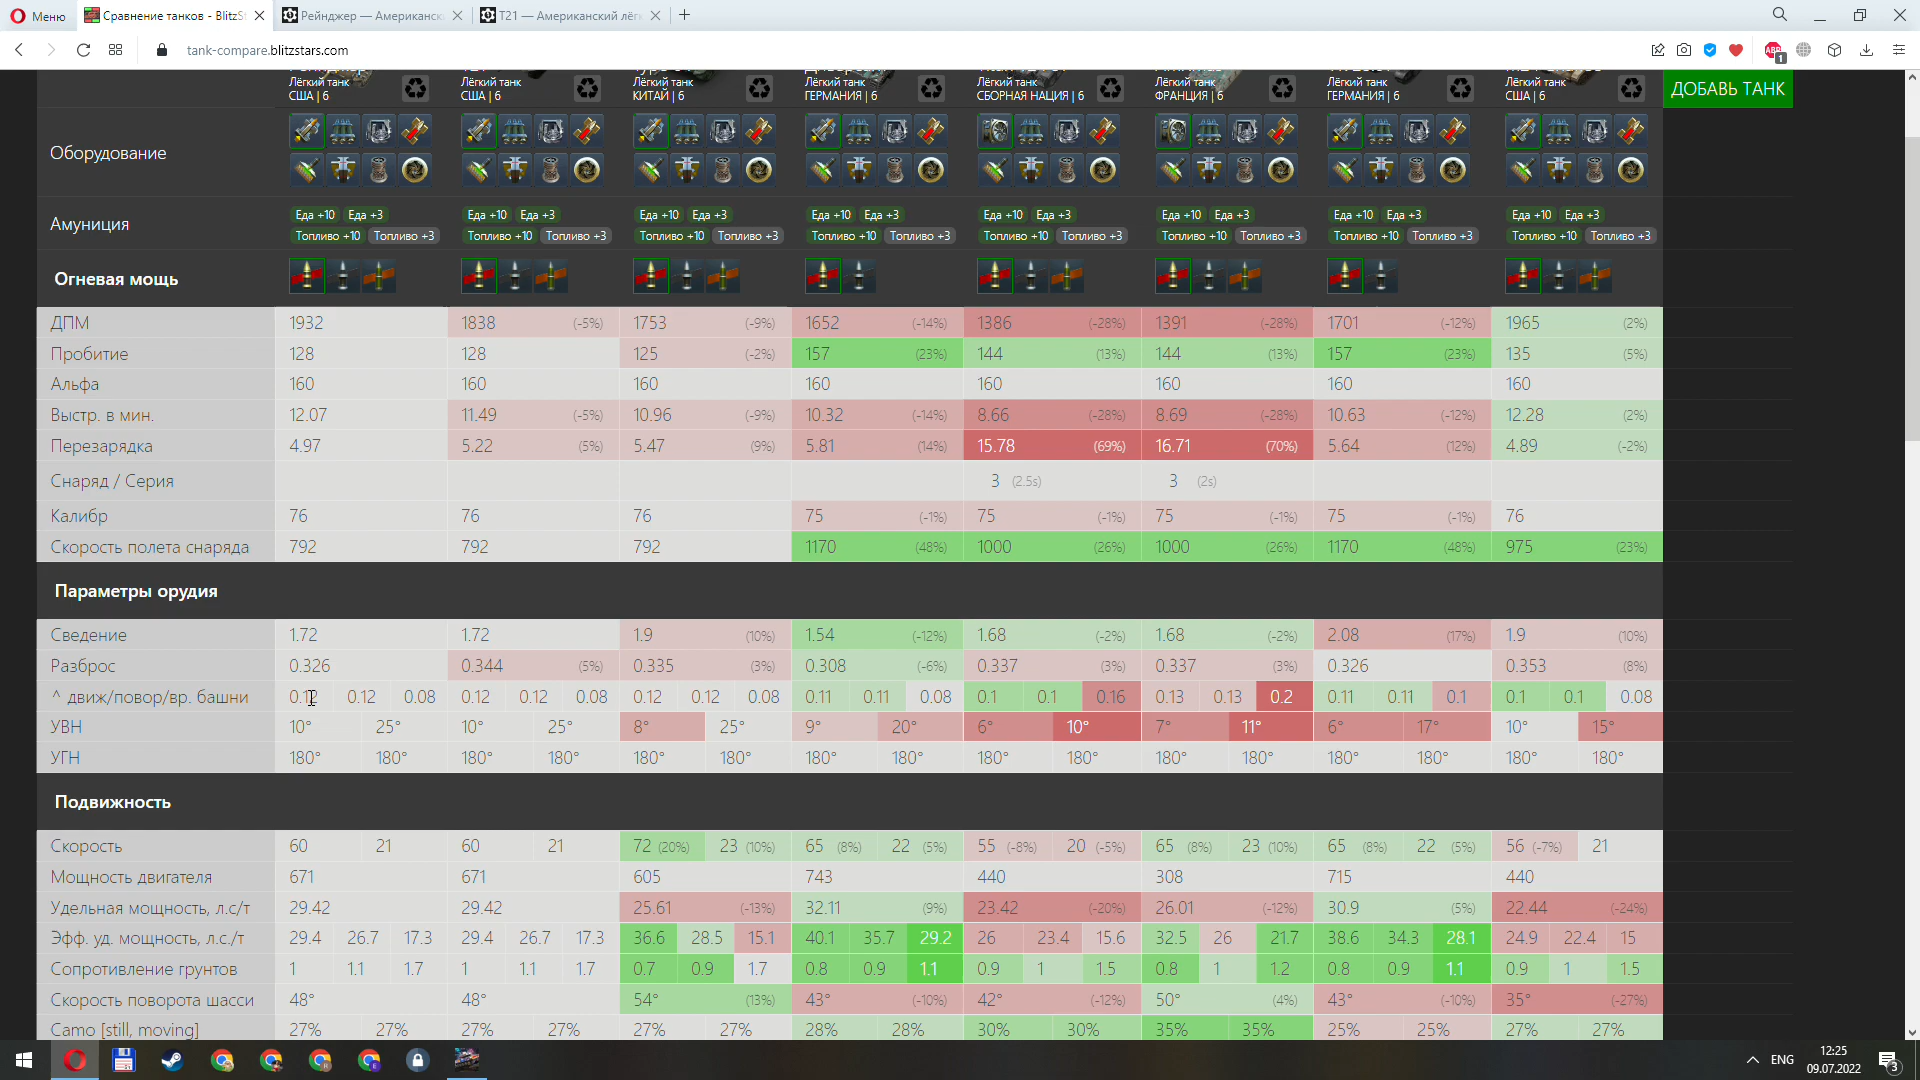 Меню
Сравнение танков - BlitzSt
Рейнджер — Американск
Т21 — Американский лёг
tank-compare.blitzstars.com
Лёгкий танк Лёгкий танк Лёгкий танк Лёгкий танк Лёгкий танк Лёгкий танк Лёгкий танк Лёгкий танк
США | 6 США | 6 КИТАЙ | 6 ГЕРМАНИЯ | 6 СБОРНАЯ НАЦИЯ | 6 ФРАНЦИЯ | 6 ГЕРМАНИЯ | 6 США | 6
ДОБАВЬ ТАНК
Оборудование
Амуниция
Еда +10 Еда +3 Еда +10 Еда +3 Еда +10 Еда +3 Еда +10 Еда +3 Еда +10 Еда +3 Еда +10 Еда +3 Еда +10 Еда +3 Еда +10 Еда +3
Топливо +10 Топливо +3 Топливо +10 Топливо +3 Топливо +10 Топливо +3 Топливо +10 Топливо +3 Топливо +10 Топливо +3 Топливо +10 Топливо +3 Топливо +10 Топливо +3 Топливо +10 Топливо +3
Огневая мощь
ДПМ 1932 1838 (-5%) 1753 (-9%) 1652 (-14%) 1386 (-28%) 1391 (-28%) 1701 (-12%) 1965 (2%)
Пробитие 128 128 125 (-2%) 157 (23%) 144 (13%) 144 (13%) 157 (23%) 135 (5%)
Альфа 160 160 160 160 160 160 160 160
Выстр. в мин. 12.07 11.49 (-5%) 10.96 (-9%) 10.32 (-14%) 8.66 (-28%) 8.69 (-28%) 10.63 (-12%) 12.28 (2%)
Перезарядка 4.97 5.22 (5%) 5.47 (9%) 5.81 (14%) 15.78 (69%) 16.71 (70%) 5.64 (12%) 4.89 (-2%)
Снаряд / Серия 3 (2.5s) 3 (2s)
Калибр 76 76 76 75 (-1%) 75 (-1%) 75 (-1%) 75 (-1%) 76
Скорость полета снаряда 792 792 792 1170 (48%) 1000 (26%) 1000 (26%) 1170 (48%) 975 (23%)
Параметры орудия
Сведение 1.72 1.72 1.9 (10%) 1.54 (-12%) 1.68 (-2%) 1.68 (-2%) 2.08 (17%) 1.9 (10%)
Разброс 0.326 0.344 (5%) 0.335 (3%) 0.308 (-6%) 0.337 (3%) 0.337 (3%) 0.326 0.353 (8%)
^ движ/повор/вр. башни 0.12 0.12 0.08 0.12 0.12 0.08 0.12 0.12 0.08 0.11 0.11 0.08 0.1 0.1 0.16 0.13 0.13 0.2 0.11 0.11 0.1 0.1 0.1 0.08
УВН 10° 25° 10° 25° 8° 25° 9° 20° 6° 10° 7° 11° 6° 17° 10° 15°
УГН 180° 180° 180° 180° 180° 180° 180° 180° 180° 180° 180° 180° 180° 180° 180° 180°
Подвижность
Скорость 60 21 60 21 72 (20%) 23 (10%) 65 (8%) 22 (5%) 55 (-8%) 20 (-5%) 65 (8%) 23 (10%) 65 (8%) 22 (5%) 56 (-7%) 21
Мощность двигателя 671 671 605 743 440 308 715 440
Удельная мощность, л.с/т 29.42 29.42 25.61 (-13%) 32.11 (9%) 23.42 (-20%) 26.01 (-12%) 30.9 (5%) 22.44 (-24%)
Эфф. уд. мощность, л.с./т 29.4 26.7 17.3 29.4 26.7 17.3 36.6 28.5 15.1 40.1 35.7 29.2 26 23.4 15.6 32.5 26 21.7 38.6 34.3 28.1 24.9 22.4 15
Сопротивление грунтов 1 1.1 1.7 1 1.1 1.7 0.7 0.9 1.7 0.8 0.9 1.1 0.9 1 1.5 0.8 1 1.2 0.8 0.9 1.1 0.9 1 1.5
Скорость поворота шасси 48° 48° 54° (13%) 43° (-10%) 42° (-12%) 50° (4%) 43° (-10%) 35° (-27%)
Camo [still, moving] 27% 27% 27% 27% 27% 27% 28% 28% 30% 30% 35% 35% 25% 25% 27% 27%
ENG
12:25
09.07.2022
3